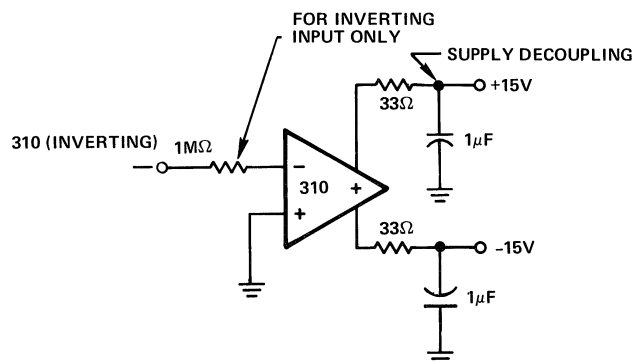 FOR INVERTING
INPUT ONLY
SUPPLY DECOUPLING
33Ω
+15V
1μF
310 (INVERTING)
1MΩ
−
−
310
+
+
33Ω
-15V
1μF